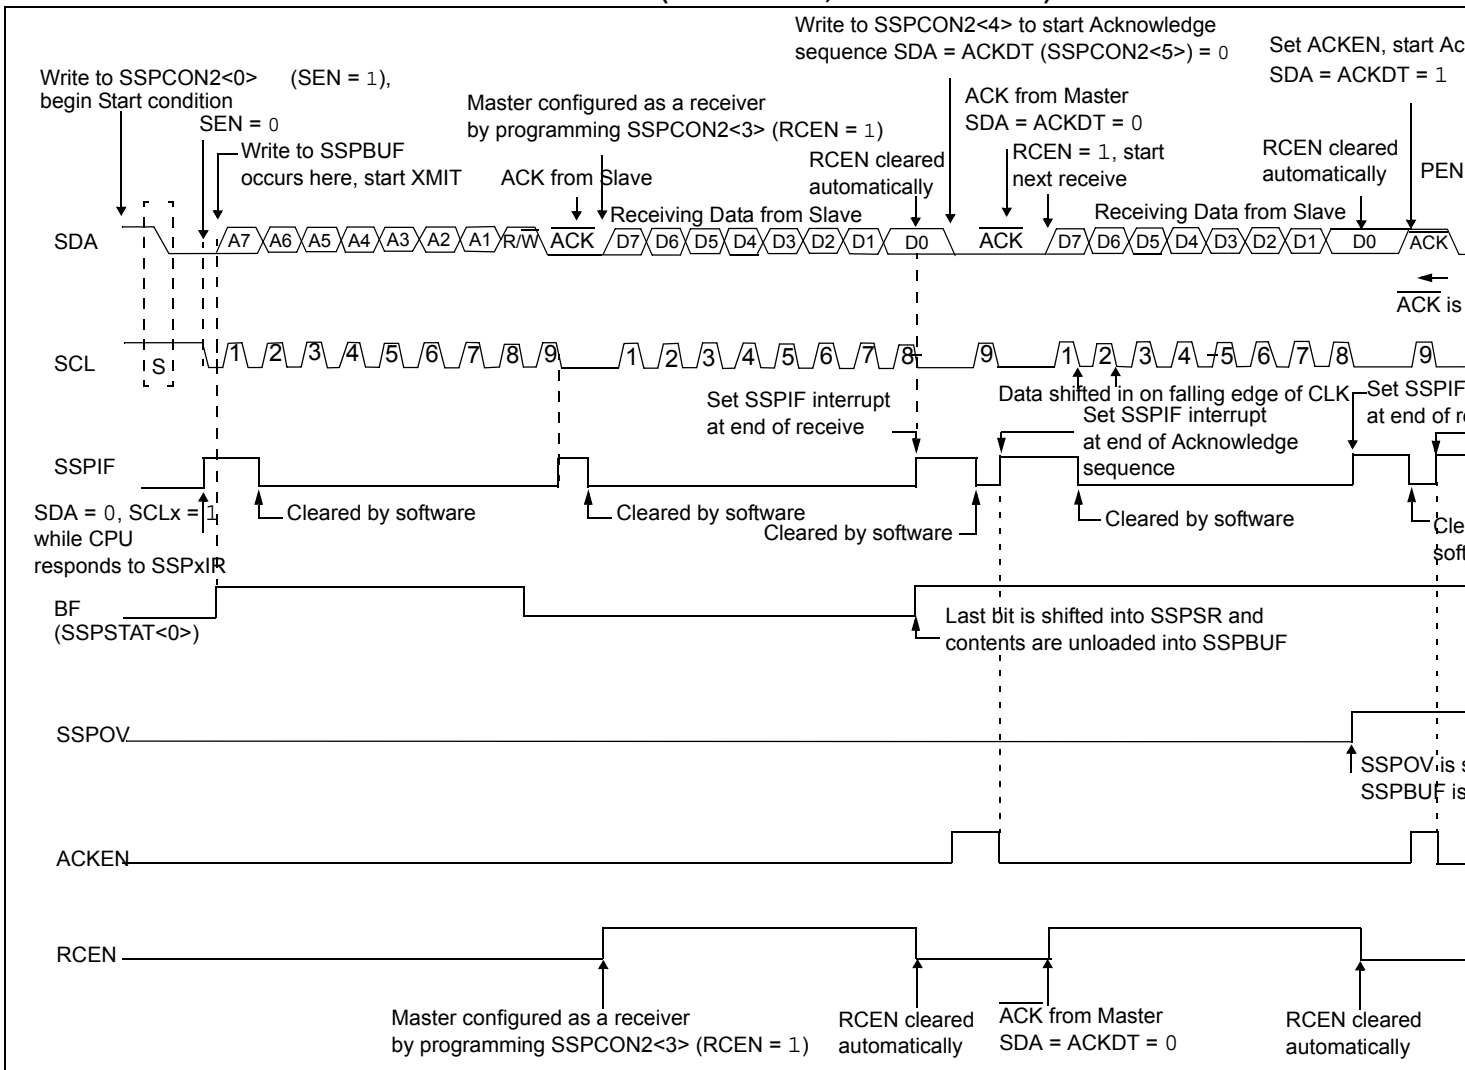 Write to SSPCON2<4> to start Acknowledge
sequence SDA = ACKDT (SSPCON2<5>) = 0
Set ACKEN, start Ac
SDA = ACKDT = 1
Write to SSPCON2<0> (SEN = 1),
begin Start condition
SEN = 0
Write to SSPBUF
occurs here, start XMIT
Master configured as a receiver
by programming SSPCON2<3> (RCEN = 1)
ACK from Slave
ACK from Master
SDA = ACKDT = 0
RCEN cleared
automatically
RCEN = 1, start
next receive
RCEN cleared
automatically
PEN
Receiving Data from Slave
Receiving Data from Slave
SDA A7 A6 A5 A4 A3 A2 A1 R/W ACK D7 D6 D5 D4 D3 D2 D1 D0 ACK D7 D6 D5 D4 D3 D2 D1 D0 ACK
ACK is
SCL S 1 2 3 4 5 6 7 8 9 1 2 3 4 5 6 7 8 9 1 2 3 4 5 6 7 8 9
Data shifted in on falling edge of CLK
Set SSPIF interrupt
at end of receive
Set SSPIF interrupt
at end of Acknowledge
sequence
Set SSPIF
at end of r
SSPIF
SDA = 0, SCLx = 1
while CPU
responds to SSPxIR
Cleared by software
Cleared by software
Cleared by software
Cleared by software
Cle
soft
BF
(SSPSTAT<0>)
Last bit is shifted into SSPSR and
contents are unloaded into SSPBUF
SSPOV
SSPOV is s
SSPBUF is
ACKEN
RCEN
Master configured as a receiver
by programming SSPCON2<3> (RCEN = 1)
RCEN cleared
automatically
ACK from Master
SDA = ACKDT = 0
RCEN cleared
automatically